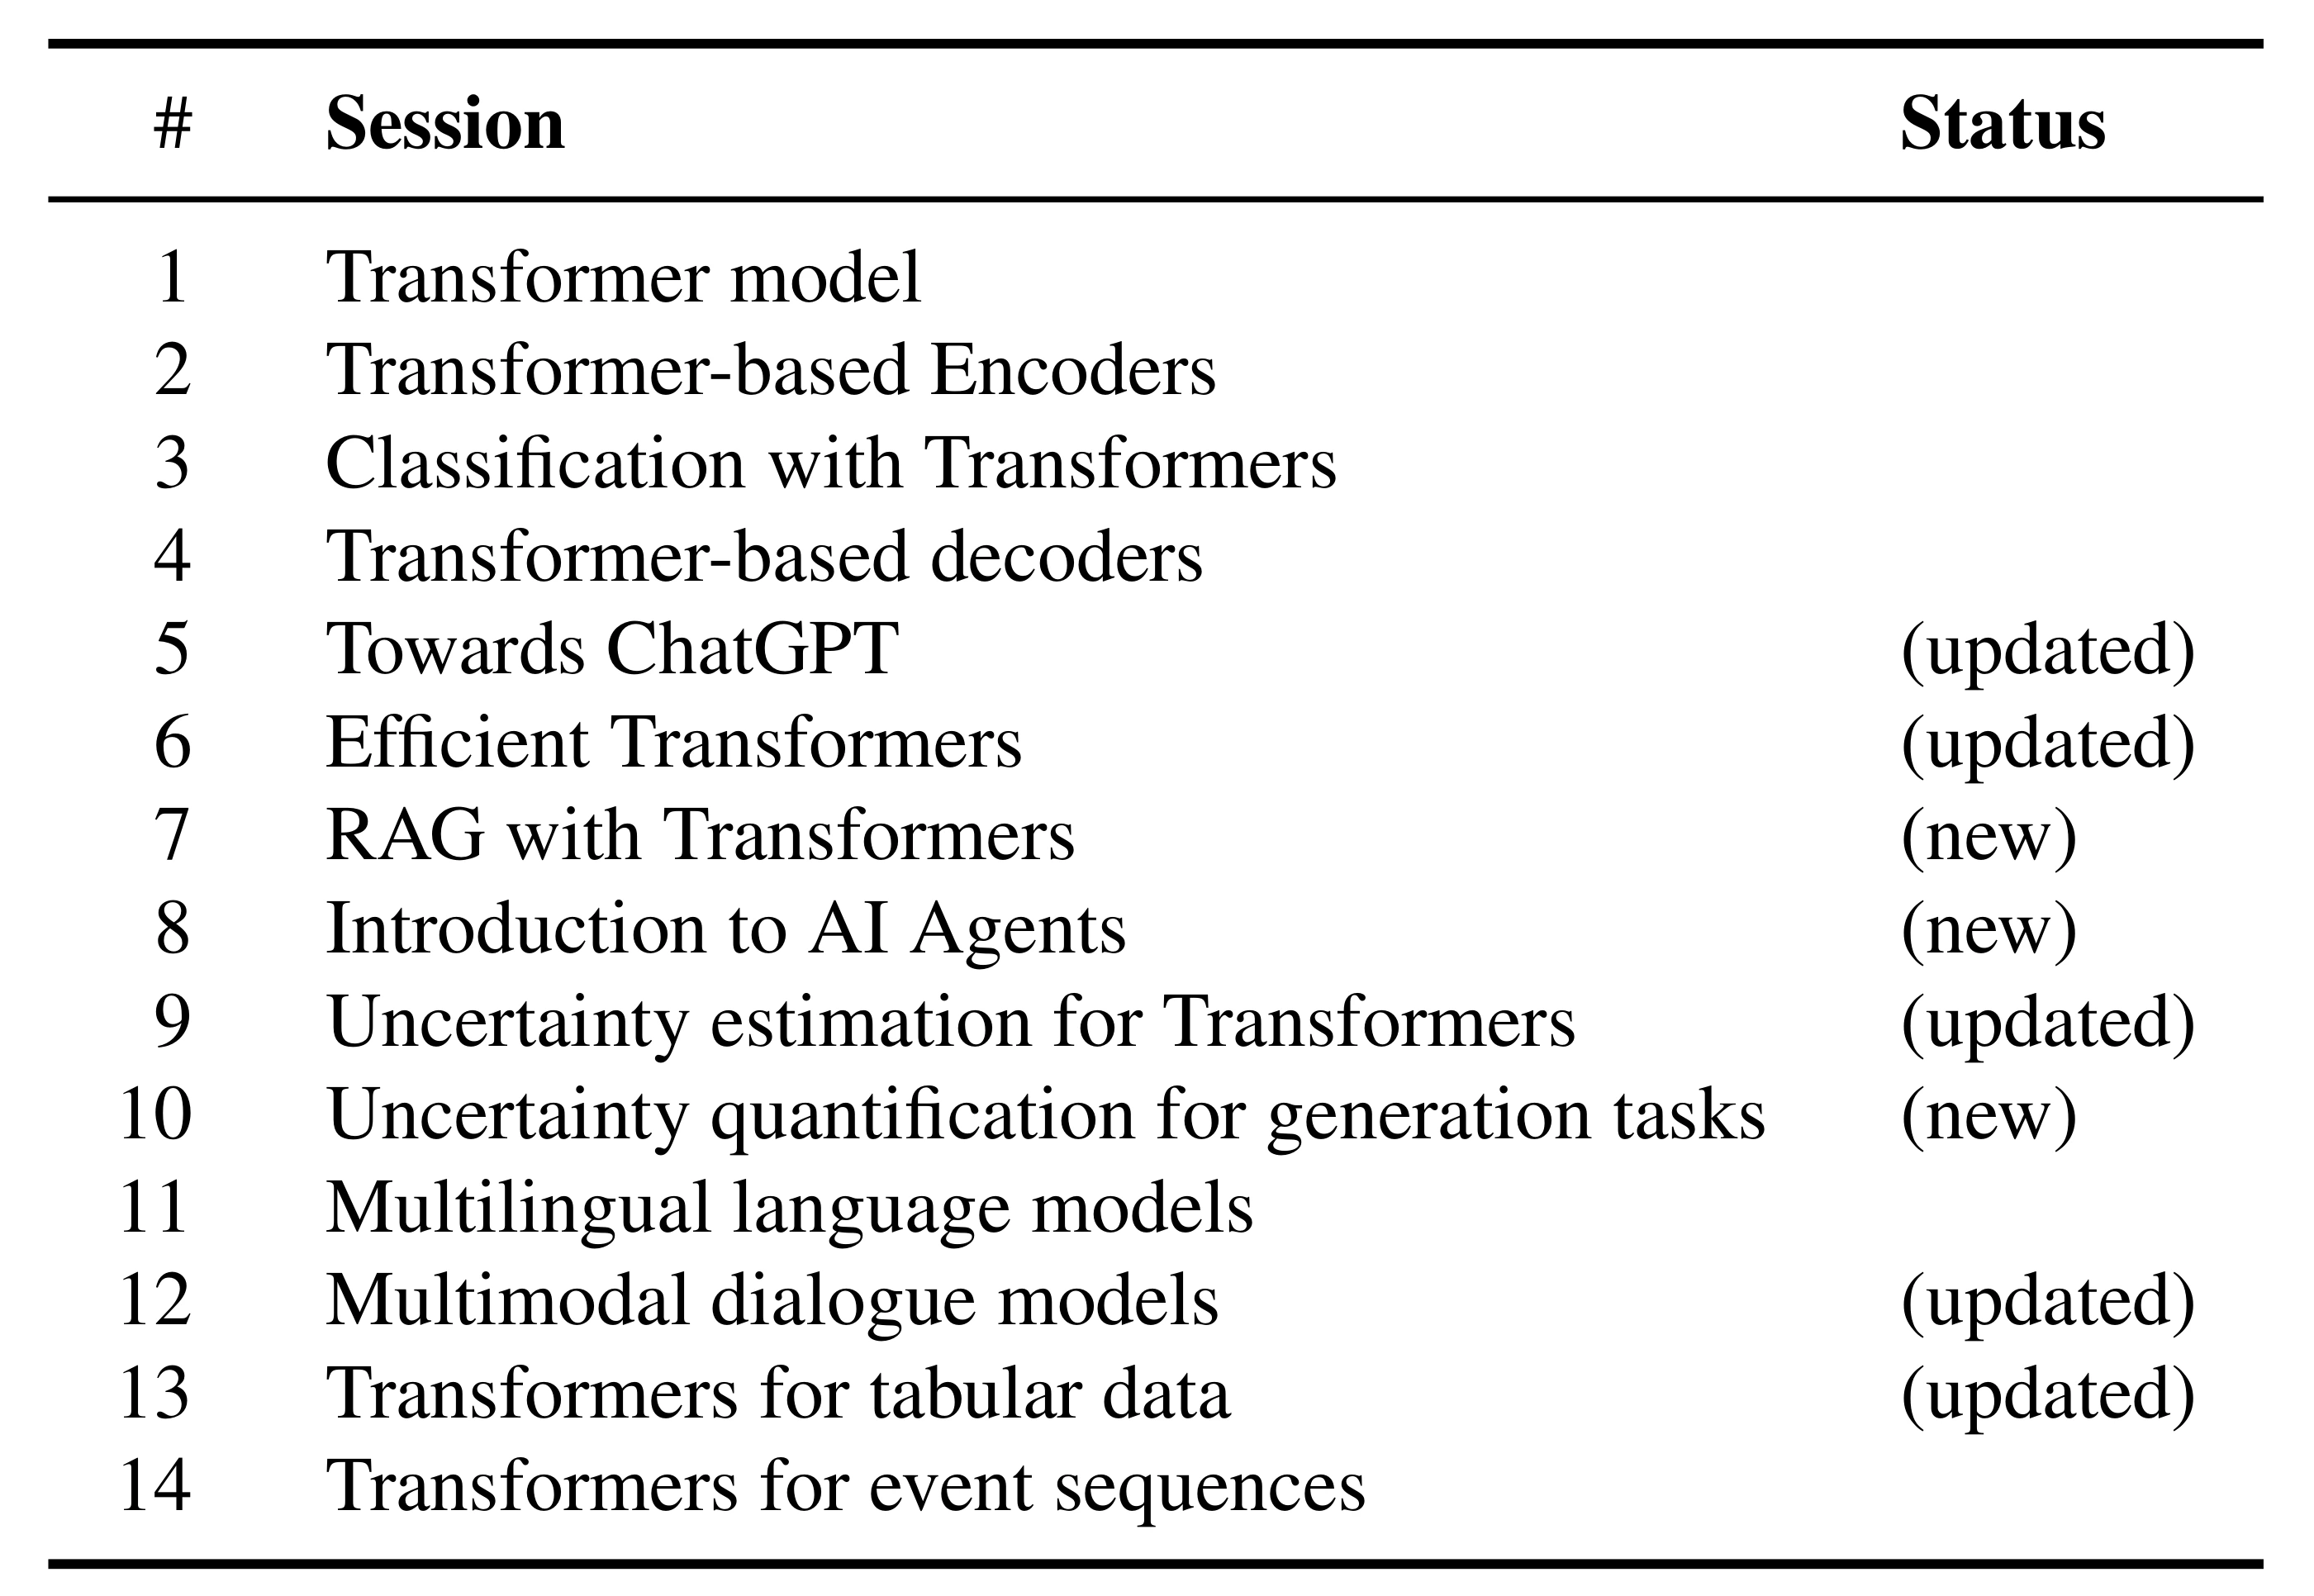 # Session Status
1 Transformer model
2 Transformer-based Encoders
3 Classification with Transformers
4 Transformer-based decoders
5 Towards ChatGPT (updated)
6 Efficient Transformers (updated)
7 RAG with Transformers (new)
8 Introduction to AI Agents (new)
9 Uncertainty estimation for Transformers (updated)
10 Uncertainty quantification for generation tasks (new)
11 Multilingual language models
12 Multimodal dialogue models (updated)
13 Transformers for tabular data (updated)
14 Transformers for event sequences